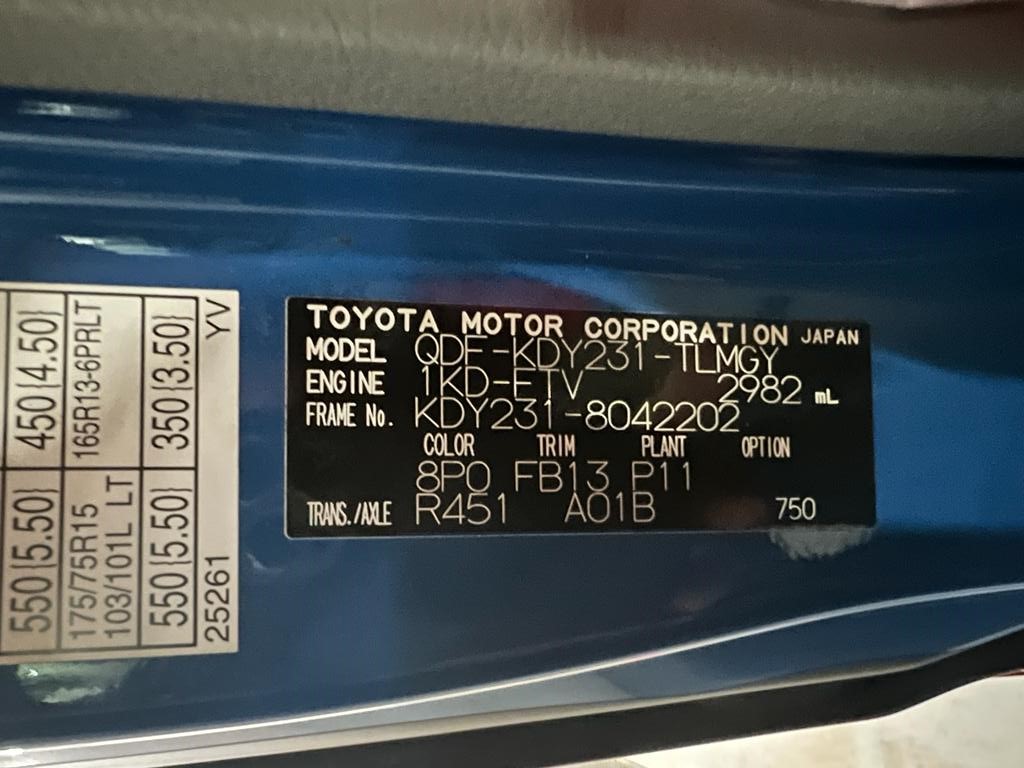 TOYOTA MOTOR CORPORATION JAPAN
MODEL QDF-KDY231-TLMGY
ENGINE 1KD-FTV 2982 mL
FRAME No. KDY231-8042202
COLOR TRIM PLANT OPTION
8P0 FB13 P11
TRANS./AXLE R451 A01B 750
550{5.50} 450{4.50}
175/75R15 165R13-6PRLT
103/101L LT
550{5.50} 350{3.50}
25261 YV